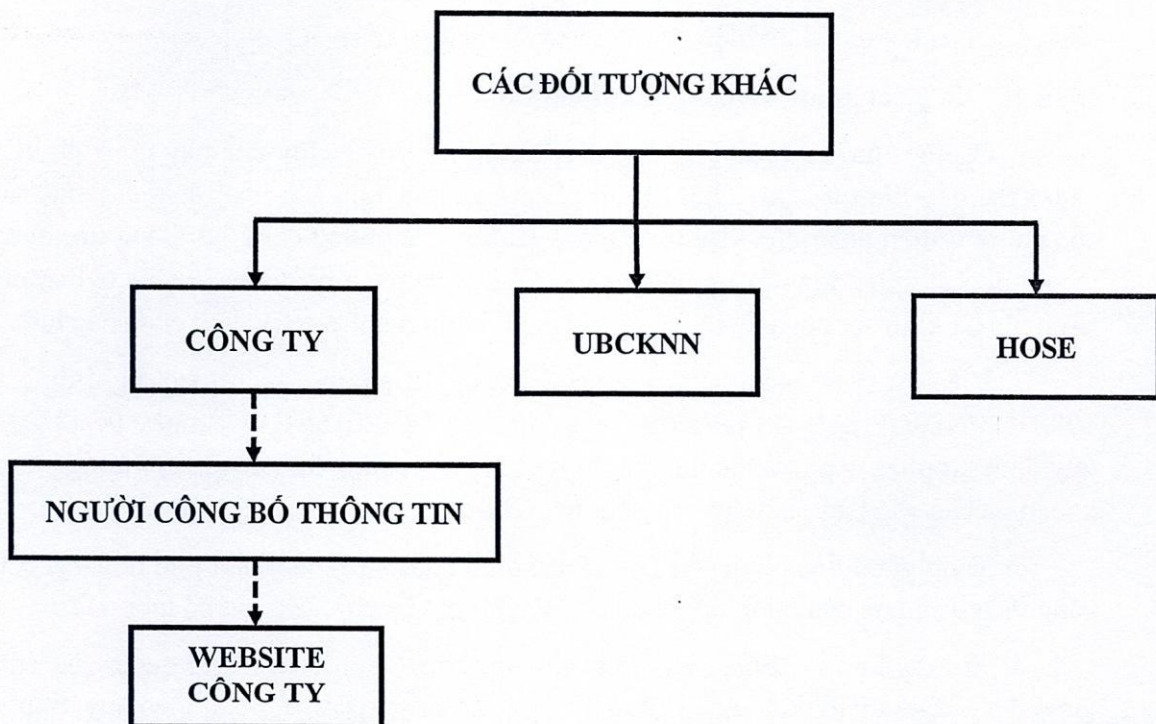 CÁC ĐỐI TƯỢNG KHÁC
CÔNG TY
UBCKNN
HOSE
NGƯỜI CÔNG BỐ THÔNG TIN
WEBSITE
CÔNG TY